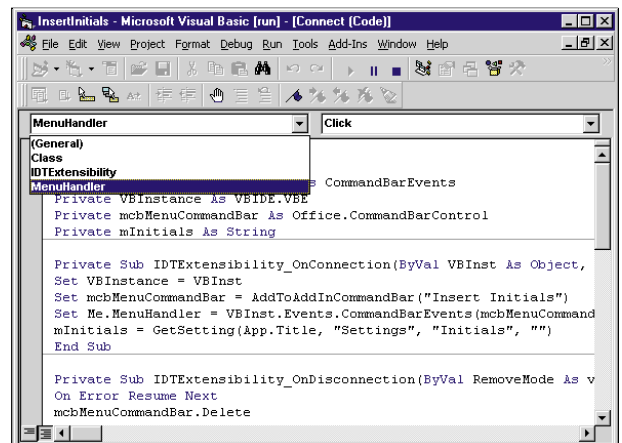 InsertInitials - Microsoft Visual Basic [run] - [Connect (Code)]
File Edit View Project Format Debug Run Tools Add-Ins Window Help
MenuHandler Click
(General)
Class
IDTExtensibility
MenuHandler
s CommandBarEvents
Private VBInstance As VBIDE.VBE
Private mcbMenuCommandBar As Office.CommandBarControl
Private mInitials As String
Private Sub IDTExtensibility_OnConnection(ByVal VBInst As Object,
Set VBInstance = VBInst
Set mcbMenuCommandBar = AddToAddInCommandBar("Insert Initials")
Set Me.MenuHandler = VBInst.Events.CommandBarEvents(mcbMenuCommand
mInitials = GetSetting(App.Title, "Settings", "Initials", "")
End Sub
Private Sub IDTExtensibility_OnDisconnection(ByVal RemoveMode As v
On Error Resume Next
mcbMenuCommandBar.Delete